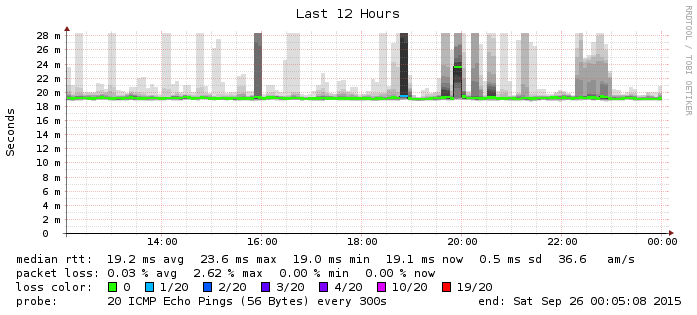 Last 12 Hours
RRDTOOL / TOBI OETIKER
Seconds
28 m
26 m
24 m
22 m
20 m
18 m
16 m
14 m
12 m
10 m
8 m
6 m
4 m
2 m
0
14:00 16:00 18:00 20:00 22:00 00:00
median rtt: 19.2 ms avg 23.6 ms max 19.0 ms min 19.1 ms now 0.5 ms sd 36.6 am/s
packet loss: 0.03 % avg 2.62 % max 0.00 % min 0.00 % now
loss color: 0 1/20 2/20 3/20 4/20 10/20 19/20
probe: 20 ICMP Echo Pings (56 Bytes) every 300s end: Sat Sep 26 00:05:08 2015